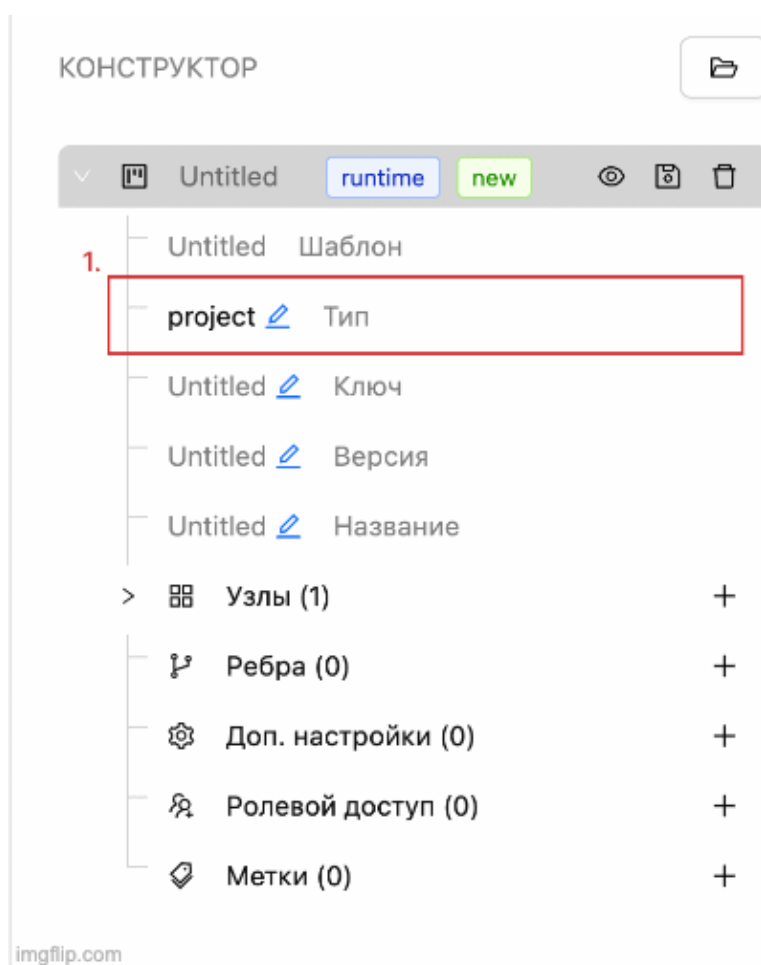 КОНСТРУКТОР
Untitled runtime new
Untitled Шаблон
1.
project Тип
Untitled Ключ
Untitled Версия
Untitled Название
Узлы (1)
Ребра (0)
Доп. настройки (0)
Ролевой доступ (0)
Метки (0)
imgflip.com